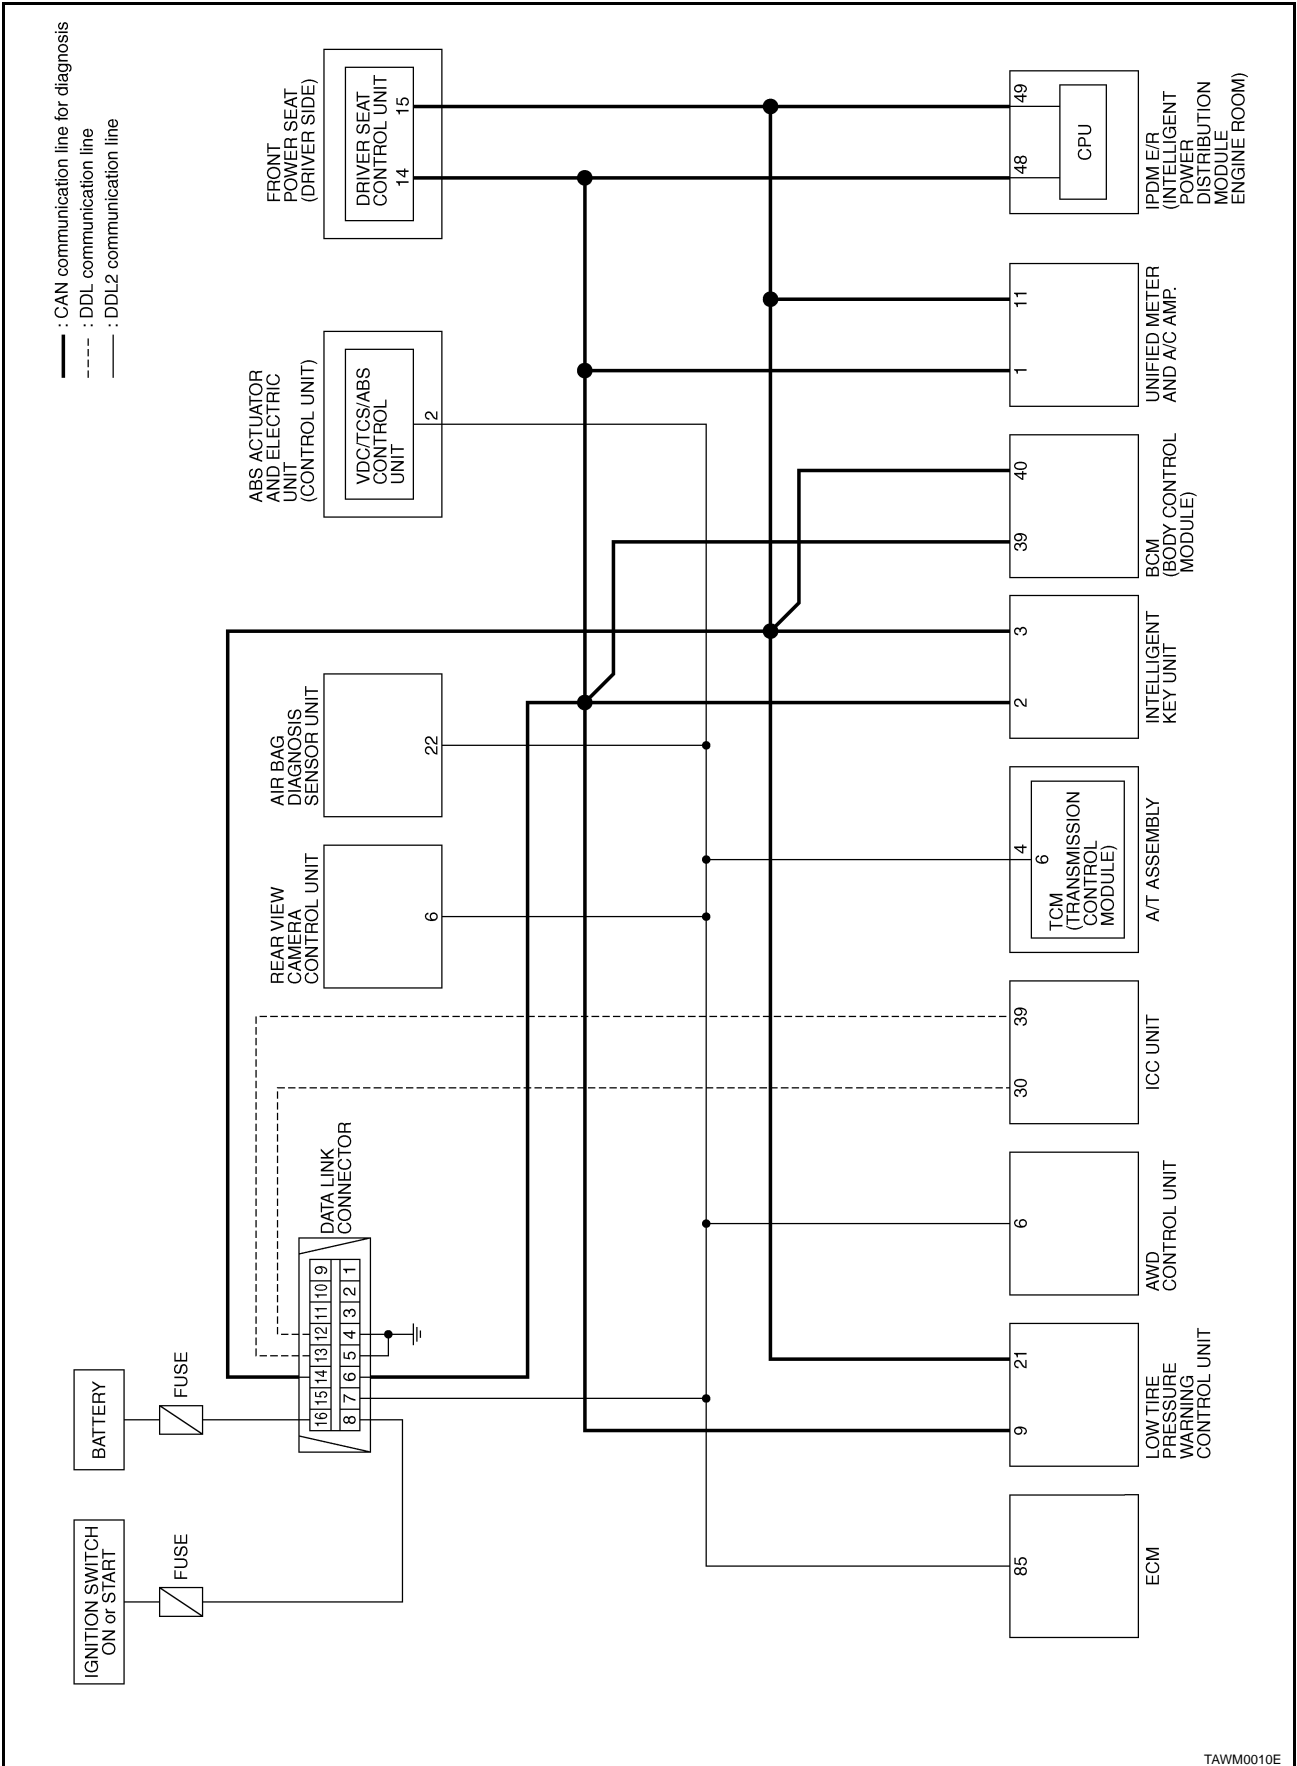 : CAN communication line for diagnosis
: DDL communication line
: DDL2 communication line
IGNITION SWITCH
ON or START
FUSE
BATTERY
FUSE
DATA LINK
CONNECTOR
16 15 14 13 12 11 10 9
8 7 6 5 4 3 2 1
REAR VIEW
CAMERA
CONTROL UNIT
6
AIR BAG
DIAGNOSIS
SENSOR UNIT
22
ABS ACTUATOR
AND ELECTRIC
UNIT
(CONTROL UNIT)
VDC/TCS/ABS
CONTROL
UNIT
2
FRONT
POWER SEAT
(DRIVER SIDE)
DRIVER SEAT
CONTROL UNIT
14 15
85
ECM
9 21
LOW TIRE
PRESSURE
WARNING
CONTROL UNIT
6
AWD
CONTROL UNIT
30 39
ICC UNIT
4
6
TCM
(TRANSMISSION
CONTROL
MODULE)
A/T ASSEMBLY
2 3
INTELLIGENT
KEY UNIT
39 40
BCM
(BODY CONTROL
MODULE)
1 11
UNIFIED METER
AND A/C AMP.
48 49
CPU
IPDM E/R
(INTELLIGENT
POWER
DISTRIBUTION
MODULE
ENGINE ROOM)
TAWM0010E